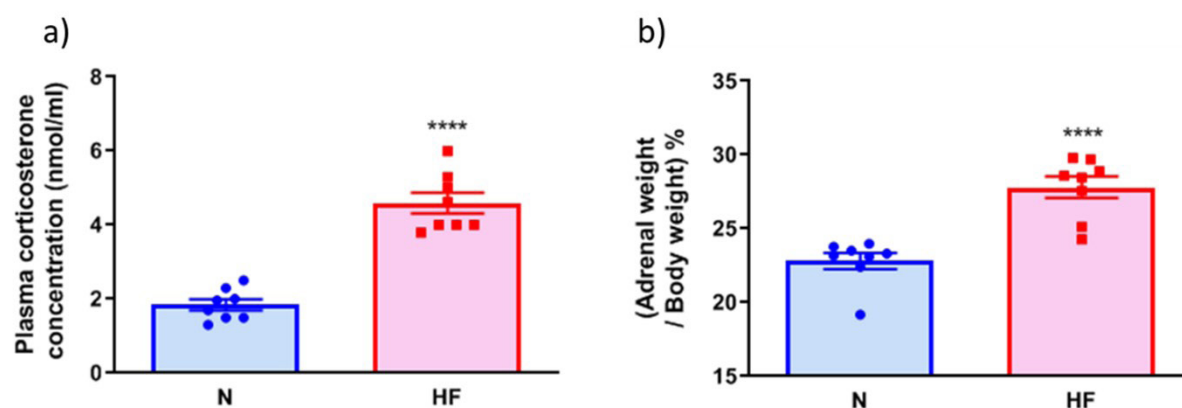 a)
Plasma corticosterone
concentration (nmol/ml)
8
6
4
2
0
****
N
HF
b)
(Adrenal weight
/ Body weight) %
35
30
25
20
15
****
N
HF